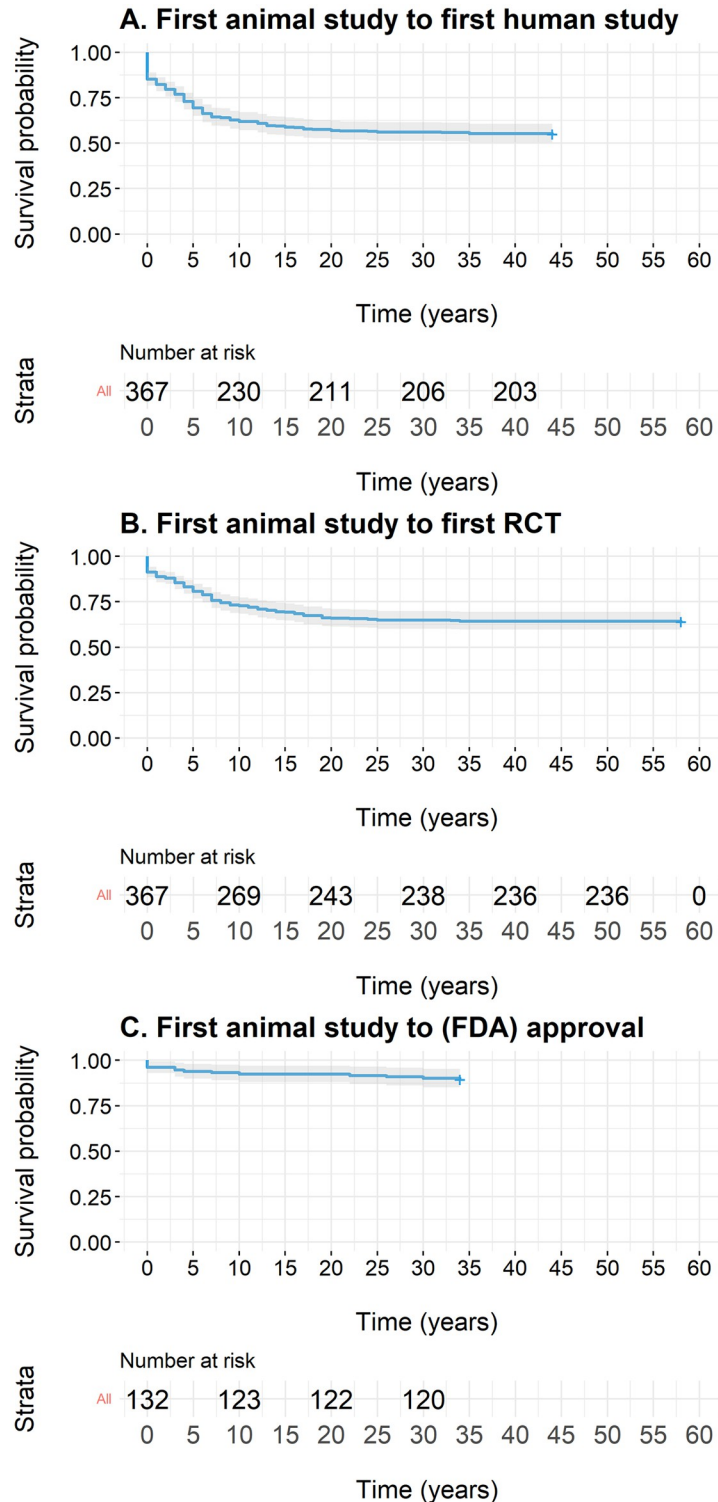 A. First animal study to first human study
Survival probability
1.00
0.75
0.50
0.25
0.00
0 5 10 15 20 25 30 35 40 45 50 55 60
Time (years)
Number at risk
Strata
All 367 230 211 206 203
0 5 10 15 20 25 30 35 40 45 50 55 60
Time (years)
B. First animal study to first RCT
Survival probability
1.00
0.75
0.50
0.25
0.00
0 5 10 15 20 25 30 35 40 45 50 55 60
Time (years)
Number at risk
Strata
All 367 269 243 238 236 236 0
0 5 10 15 20 25 30 35 40 45 50 55 60
Time (years)
C. First animal study to (FDA) approval
Survival probability
1.00
0.75
0.50
0.25
0.00
0 5 10 15 20 25 30 35 40 45 50 55 60
Time (years)
Number at risk
Strata
All 132 123 122 120
0 5 10 15 20 25 30 35 40 45 50 55 60
Time (years)